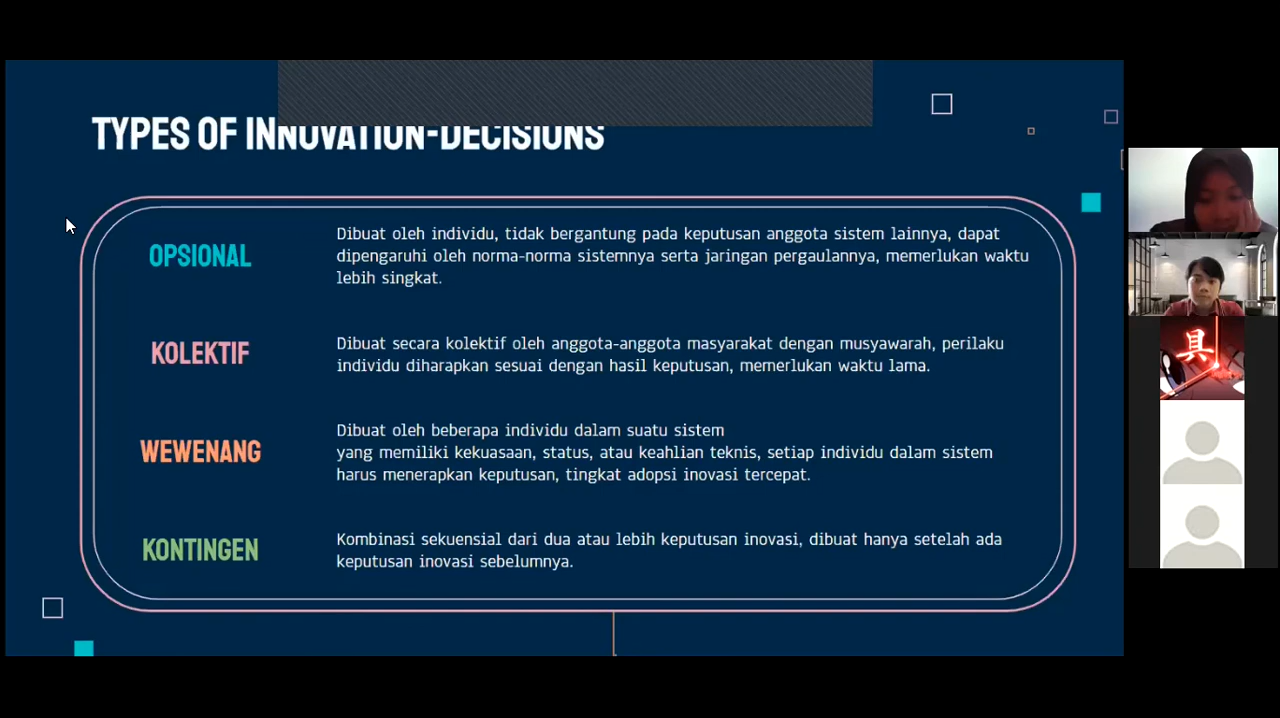 TYPES OF INNOVATION-DECISIONS
OPSIONAL
Dibuat oleh individu, tidak bergantung pada keputusan anggota sistem lainnya, dapat
dipengaruhi oleh norma-norma sistemnya serta jaringan pergaulannya, memerlukan waktu
lebih singkat.
KOLEKTIF
Dibuat secara kolektif oleh anggota-anggota masyarakat dengan musyawarah, perilaku
individu diharapkan sesuai dengan hasil keputusan, memerlukan waktu lama.
WEWENANG
Dibuat oleh beberapa individu dalam suatu sistem
yang memiliki kekuasaan, status, atau keahlian teknis, setiap individu dalam sistem
harus menerapkan keputusan, tingkat adopsi inovasi tercepat.
KONTINGEN
Kombinasi sekuensial dari dua atau lebih keputusan inovasi, dibuat hanya setelah ada
keputusan inovasi sebelumnya.
具